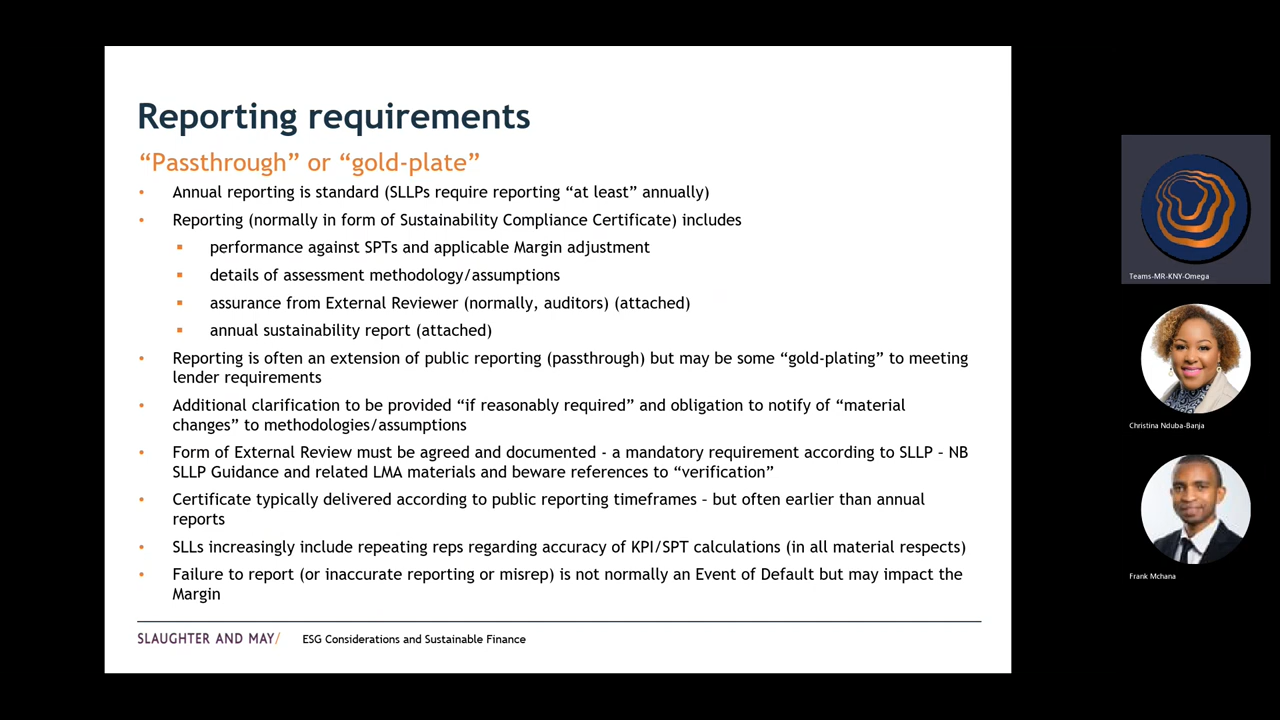 Reporting requirements
“Passthrough” or “gold-plate”
• Annual reporting is standard (SLLPs require reporting “at least” annually)
• Reporting (normally in form of Sustainability Compliance Certificate) includes
▪ performance against SPTs and applicable Margin adjustment
▪ details of assessment methodology/assumptions
▪ assurance from External Reviewer (normally, auditors) (attached)
▪ annual sustainability report (attached)
• Reporting is often an extension of public reporting (passthrough) but may be some “gold-plating” to meeting
lender requirements
• Additional clarification to be provided “if reasonably required” and obligation to notify of “material
changes” to methodologies/assumptions
• Form of External Review must be agreed and documented - a mandatory requirement according to SLLP – NB
SLLP Guidance and related LMA materials and beware references to “verification”
• Certificate typically delivered according to public reporting timeframes – but often earlier than annual
reports
• SLLs increasingly include repeating reps regarding accuracy of KPI/SPT calculations (in all material respects)
• Failure to report (or inaccurate reporting or misrep) is not normally an Event of Default but may impact the
Margin
SLAUGHTER AND MAY/ ESG Considerations and Sustainable Finance
Teams-MR-KNY-Omega
Christina Nduba-Banja
Frank Mchana